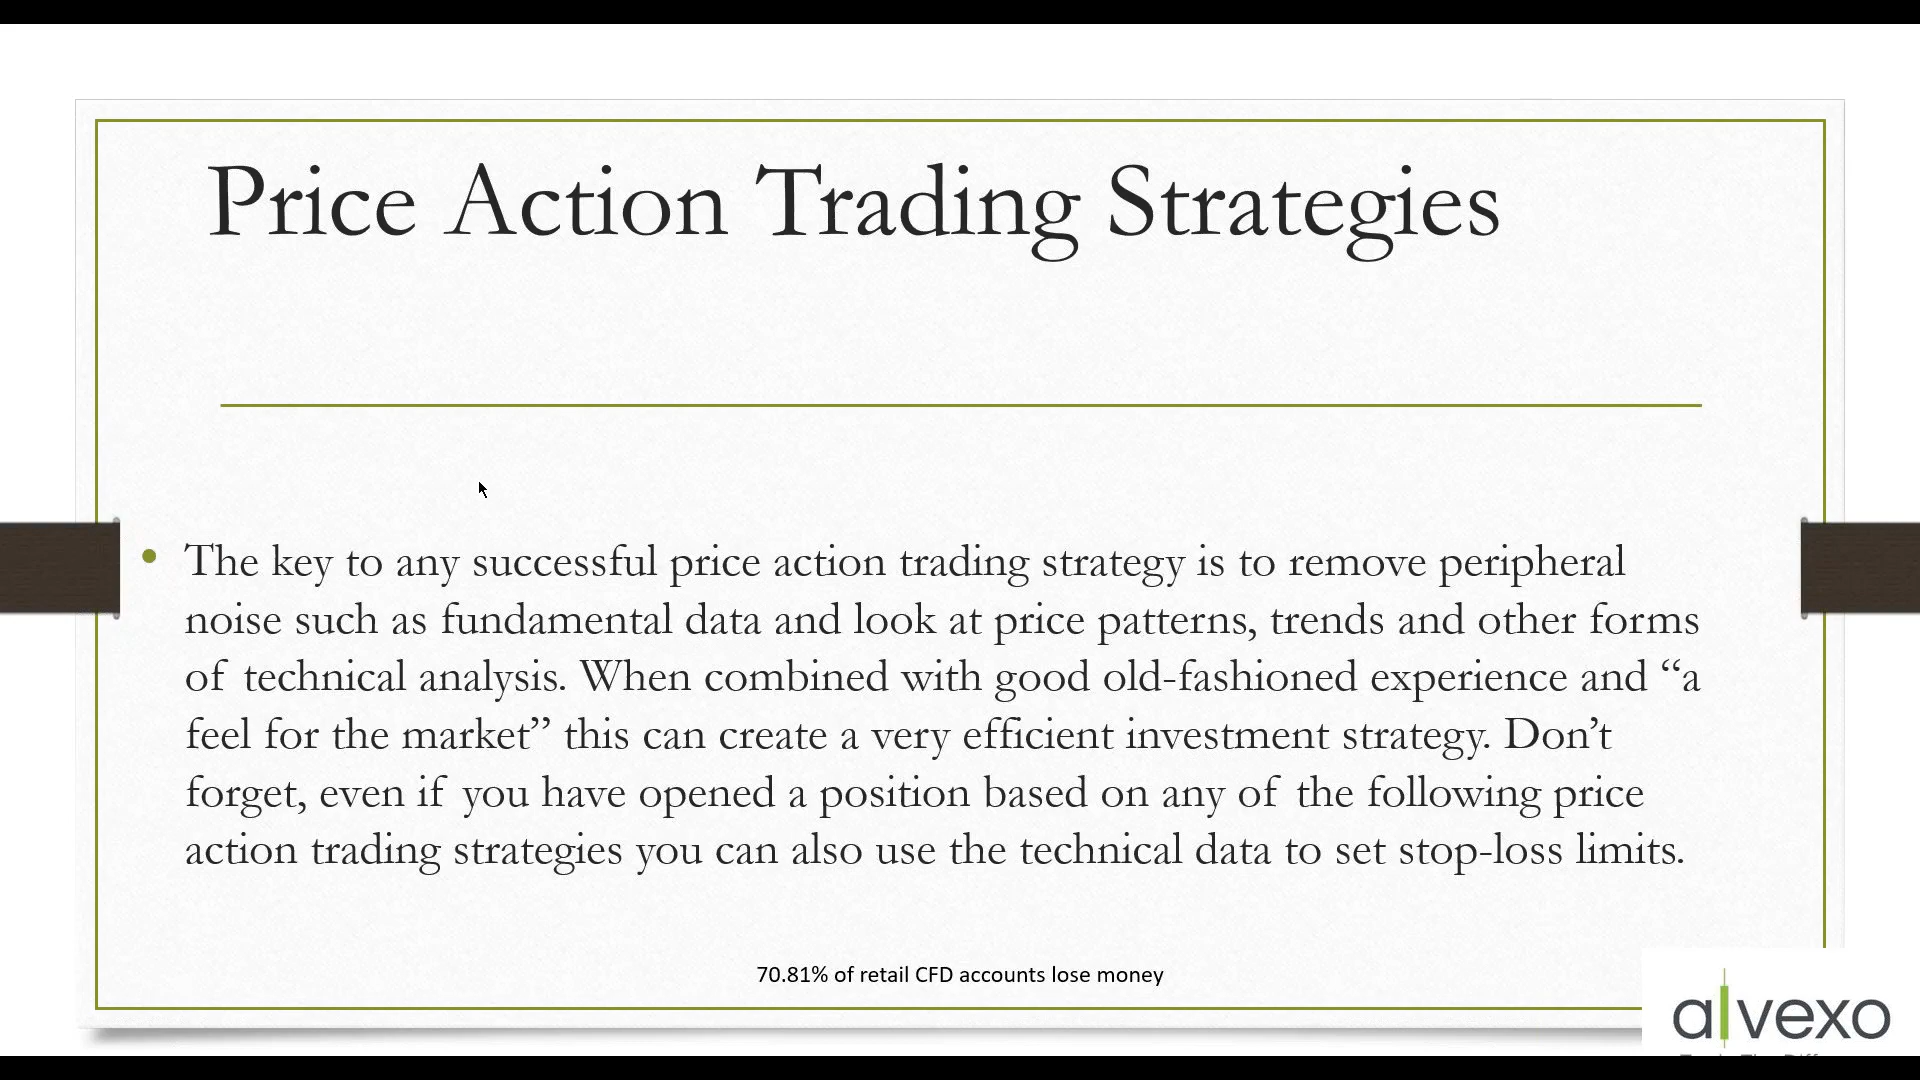 Price Action Trading Strategies
• The key to any successful price action trading strategy is to remove peripheral
noise such as fundamental data and look at price patterns, trends and other forms
of technical analysis. When combined with good old-fashioned experience and “a
feel for the market” this can create a very efficient investment strategy. Don’t
forget, even if you have opened a position based on any of the following price
action trading strategies you can also use the technical data to set stop-loss limits.
70.81% of retail CFD accounts lose money
alvexo